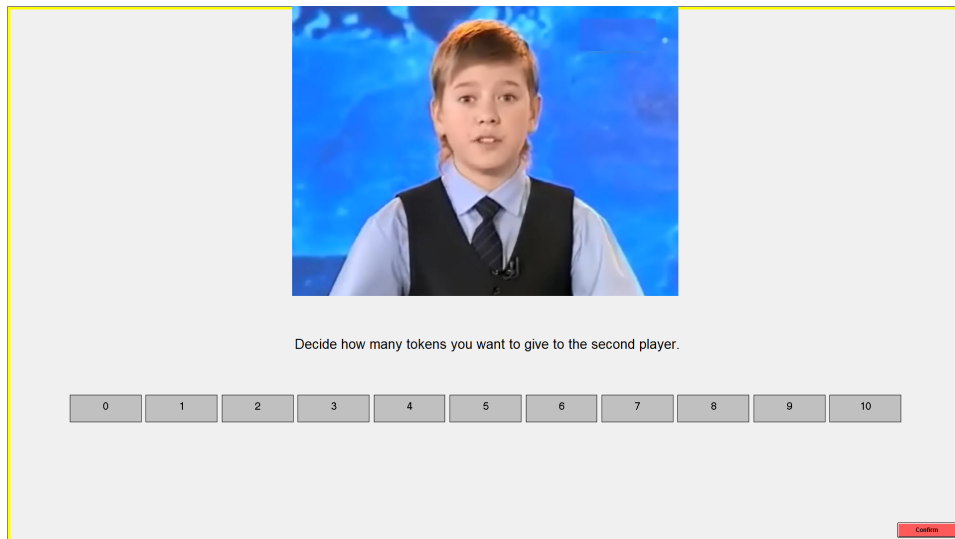 Decide how many tokens you want to give to the second player.
0 1 2 3 4 5 6 7 8 9 10
Confirm